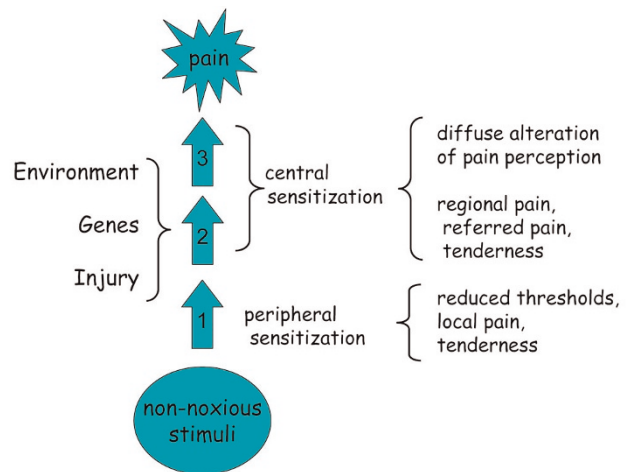 pain
3
Environment
Genes
Injury
2
central
sensitization
diffuse alteration
of pain perception
regional pain,
referred pain,
tenderness
1
peripheral
sensitization
reduced thresholds,
local pain,
tenderness
non-noxious
stimuli